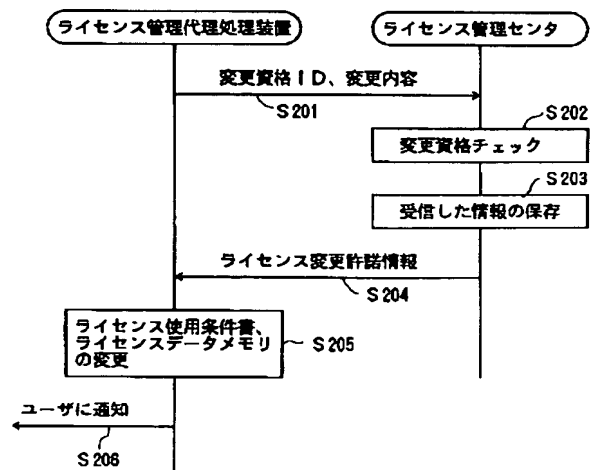 ライセンス管理代理処理装置
ライセンス管理センタ
変更資格ID、変更内容
S201
S202
変更資格チェック
S203
受信した情報の保存
ライセンス変更許諾情報
S204
ライセンス使用条件書、
ライセンスデータメモリ
の変更
S205
ユーザに通知
S206